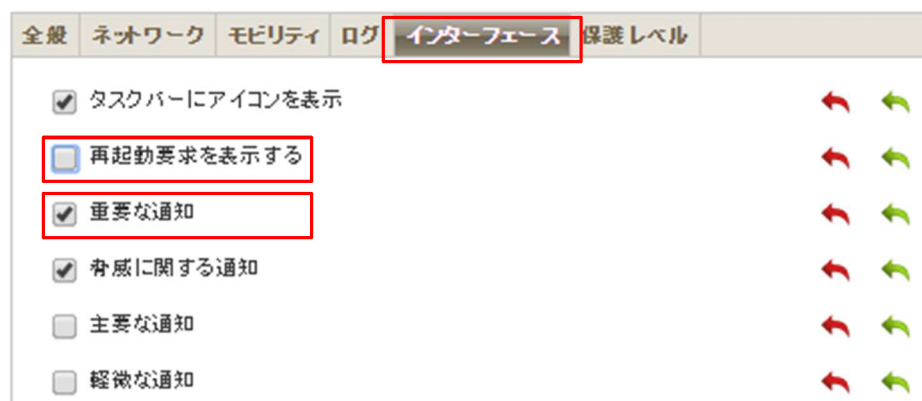 全般 ネットワーク モビリティ ログ インターフェース 保護レベル
タスクバーにアイコンを表示
再起動要求を表示する
重要な通知
脅威に関する通知
主要な通知
軽微な通知